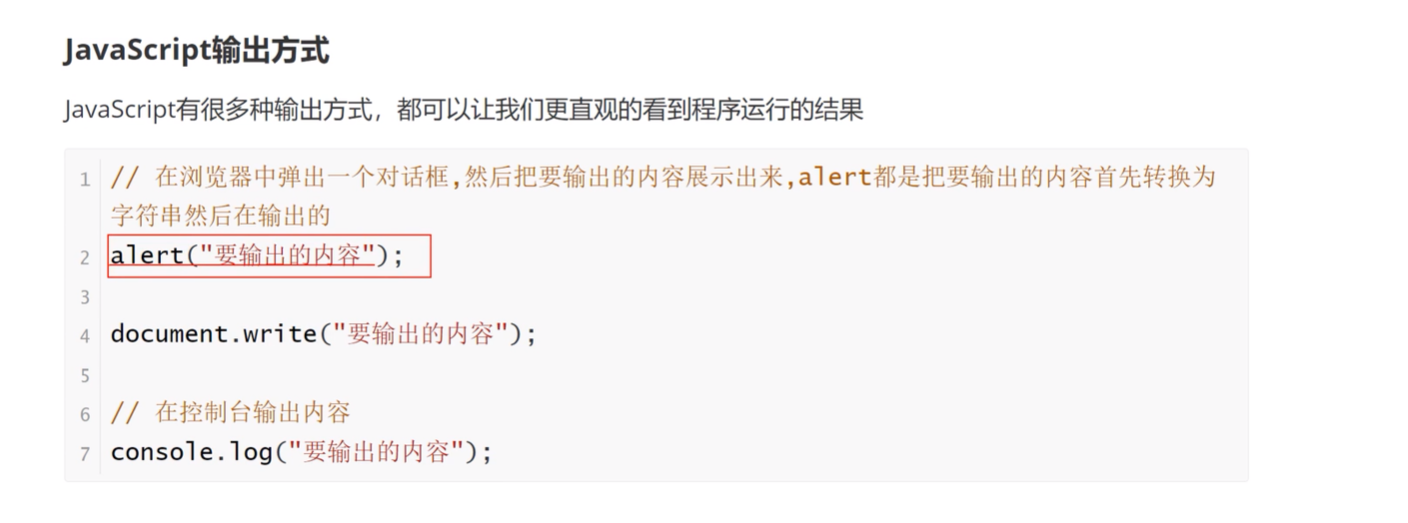 JavaScript输出方式
JavaScript有很多种输出方式，都可以让我们更直观的看到程序运行的结果
1 // 在浏览器中弹出一个对话框,然后把要输出的内容展示出来,alert都是把要输出的内容首先转换为
字符串然后在输出的
2 alert("要输出的内容");
3
4 document.write("要输出的内容");
5
6 // 在控制台输出内容
7 console.log("要输出的内容");